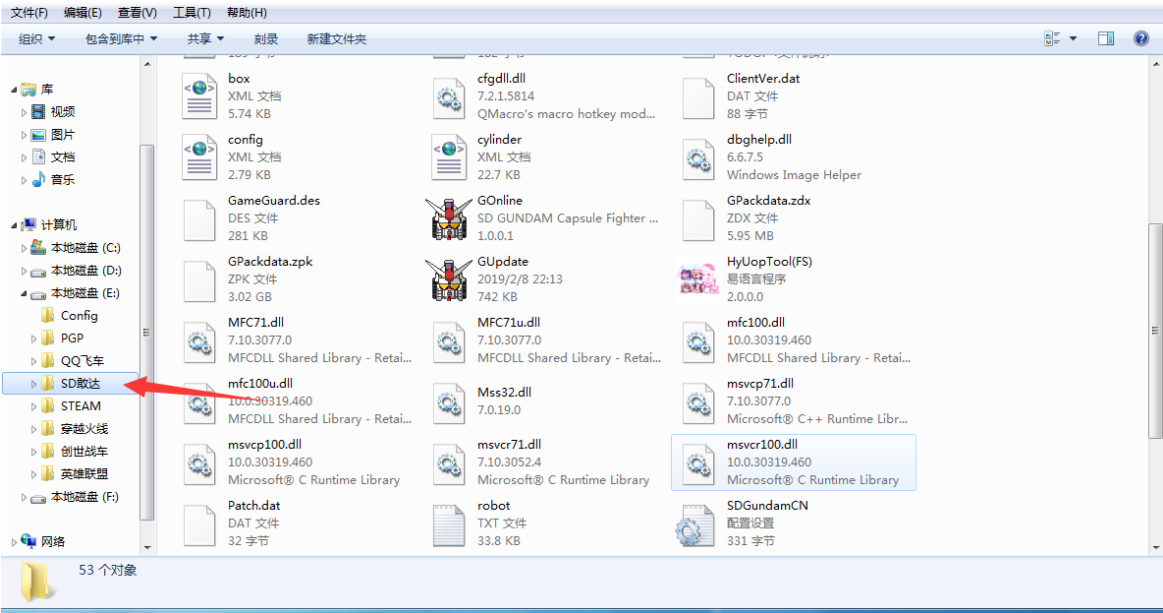 文件(F) 编辑(E) 查看(V) 工具(T) 帮助(H)
组织 包含到库中 共享 刻录 新建文件夹
库
视频
图片
文档
音乐
计算机
本地磁盘 (C:)
本地磁盘 (D:)
本地磁盘 (E:)
Config
PGP
QQ飞车
SD敢达
STEAM
穿越火线
创世战车
英雄联盟
本地磁盘 (F:)
网络
box
XML 文档
5.74 KB
cfgdll.dll
7.2.1.5814
QMacro's macro hotkey mod...
ClientVer.dat
DAT 文件
88 字节
config
XML 文档
2.79 KB
cylinder
XML 文档
22.7 KB
dbghelp.dll
6.6.7.5
Windows Image Helper
GameGuard.des
DES 文件
281 KB
GOnline
SD GUNDAM Capsule Fighter ...
1.0.0.1
GPackdata.zdx
ZDX 文件
5.95 MB
GPackdata.zpk
ZPK 文件
3.02 GB
GUpdate
2019/2/8 22:13
742 KB
HyUopTool(FS)
易语言程序
2.0.0.0
MFC71.dll
7.10.3077.0
MFCDLL Shared Library - Retai...
MFC71u.dll
7.10.3077.0
MFCDLL Shared Library - Retai...
mfc100.dll
10.0.30319.460
MFCDLL Shared Library - Retai...
mfc100u.dll
10.0.30319.460
MFCDLL Shared Library - Retai...
Mss32.dll
7.0.19.0
msvcp71.dll
7.10.3077.0
Microsoft® C++ Runtime Libr...
msvcp100.dll
10.0.30319.460
Microsoft® C Runtime Library
msvcr71.dll
7.10.3052.4
Microsoft® C Runtime Library
msvcr100.dll
10.0.30319.460
Microsoft® C Runtime Library
Patch.dat
DAT 文件
32 字节
robot
TXT 文件
33.8 KB
SDGundamCN
配置设置
331 字节
53 个对象